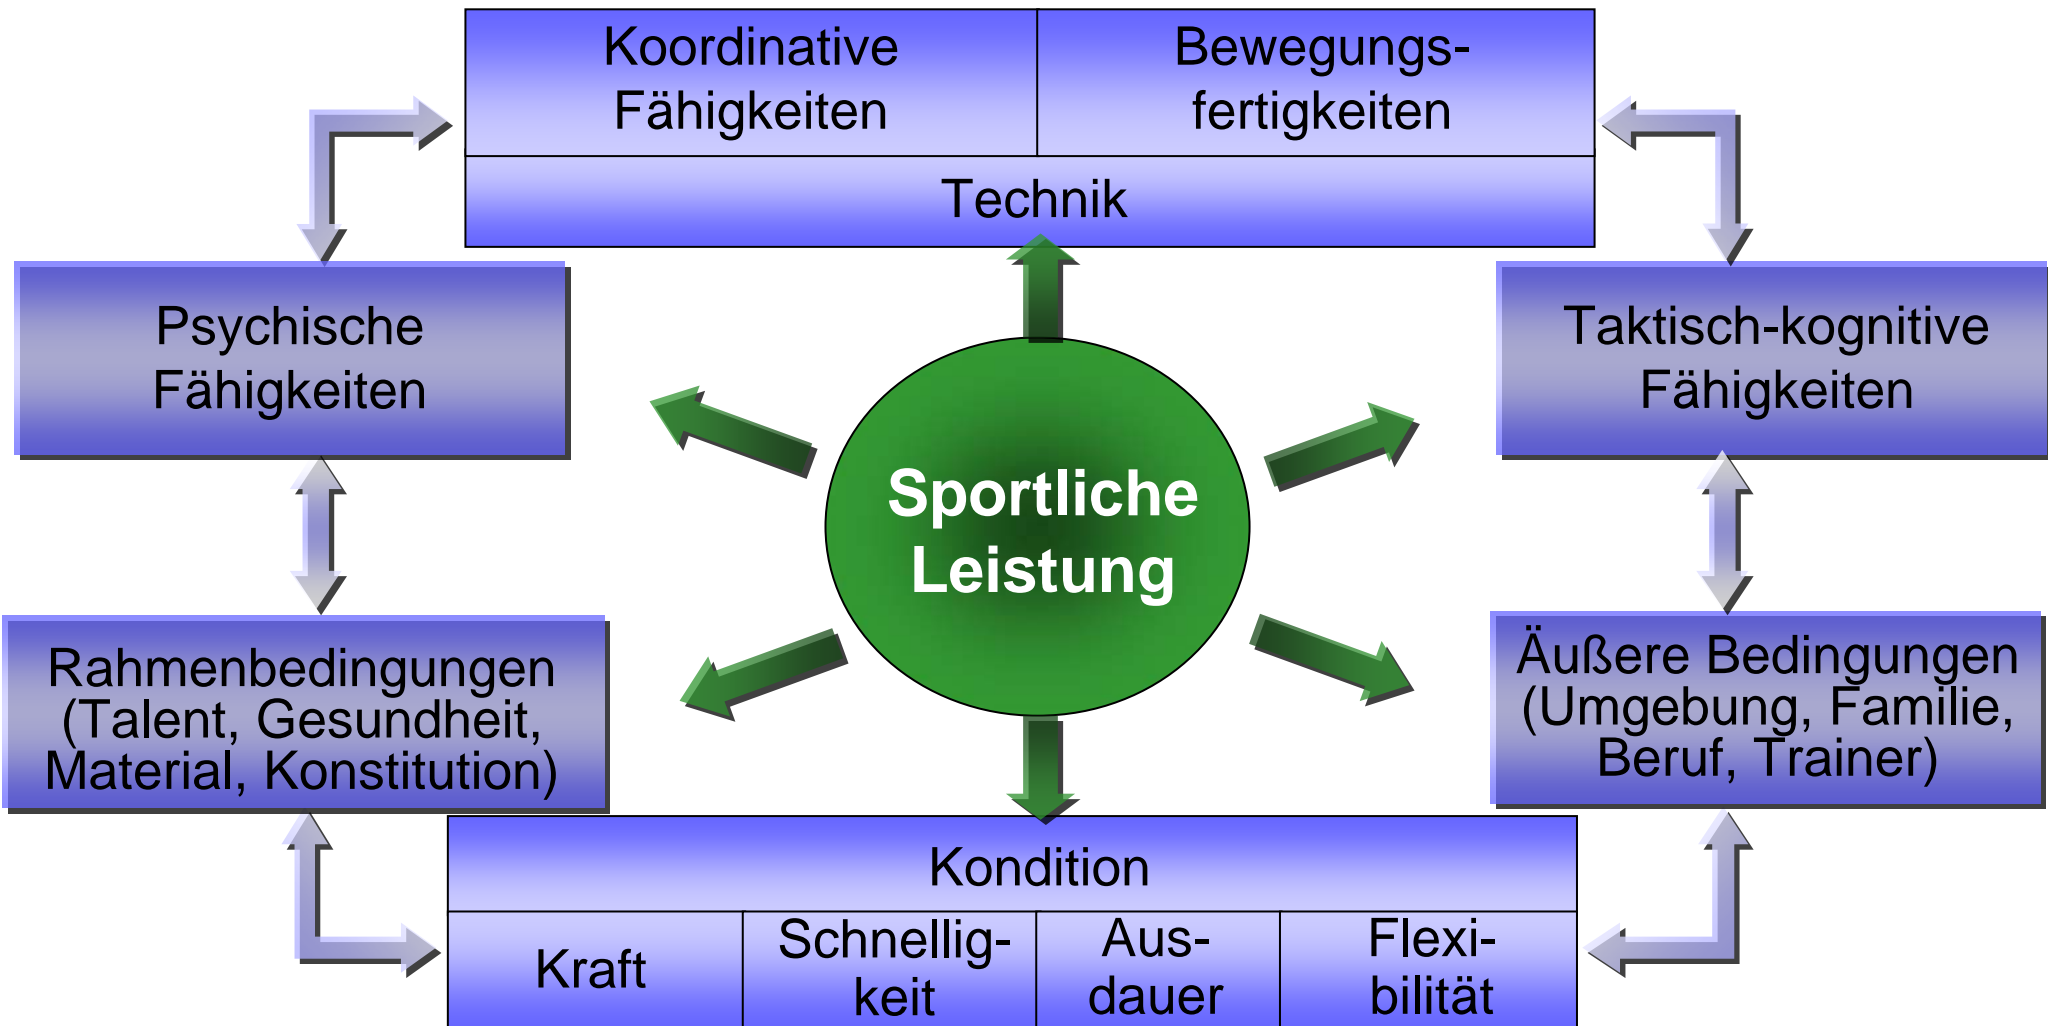 Koordinative
Fähigkeiten
Bewegungs-
fertigkeiten
Technik
Psychische
Fähigkeiten
Taktisch-kognitive
Fähigkeiten
Sportliche
Leistung
Rahmenbedingungen
(Talent, Gesundheit,
Material, Konstitution)
Äußere Bedingungen
(Umgebung, Familie,
Beruf, Trainer)
Kondition
Kraft
Schnellig-
keit
Aus-
dauer
Flexi-
bilität